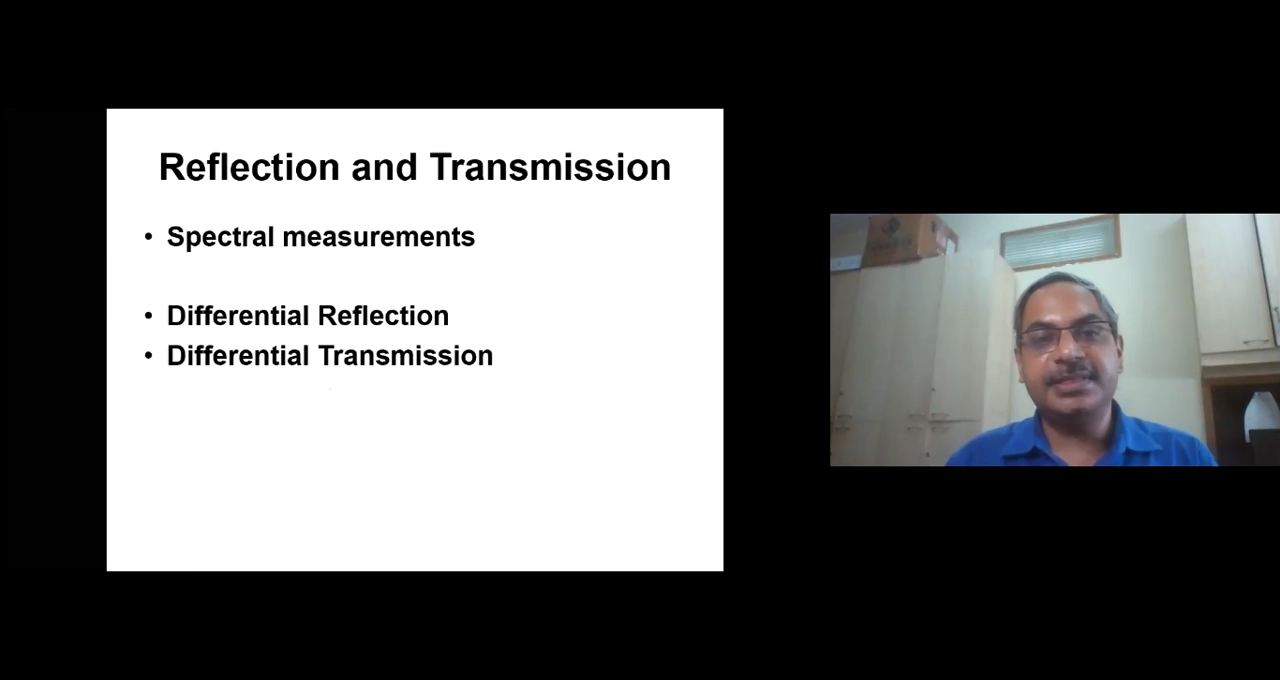 Reflection and Transmission
• Spectral measurements
• Differential Reflection
• Differential Transmission